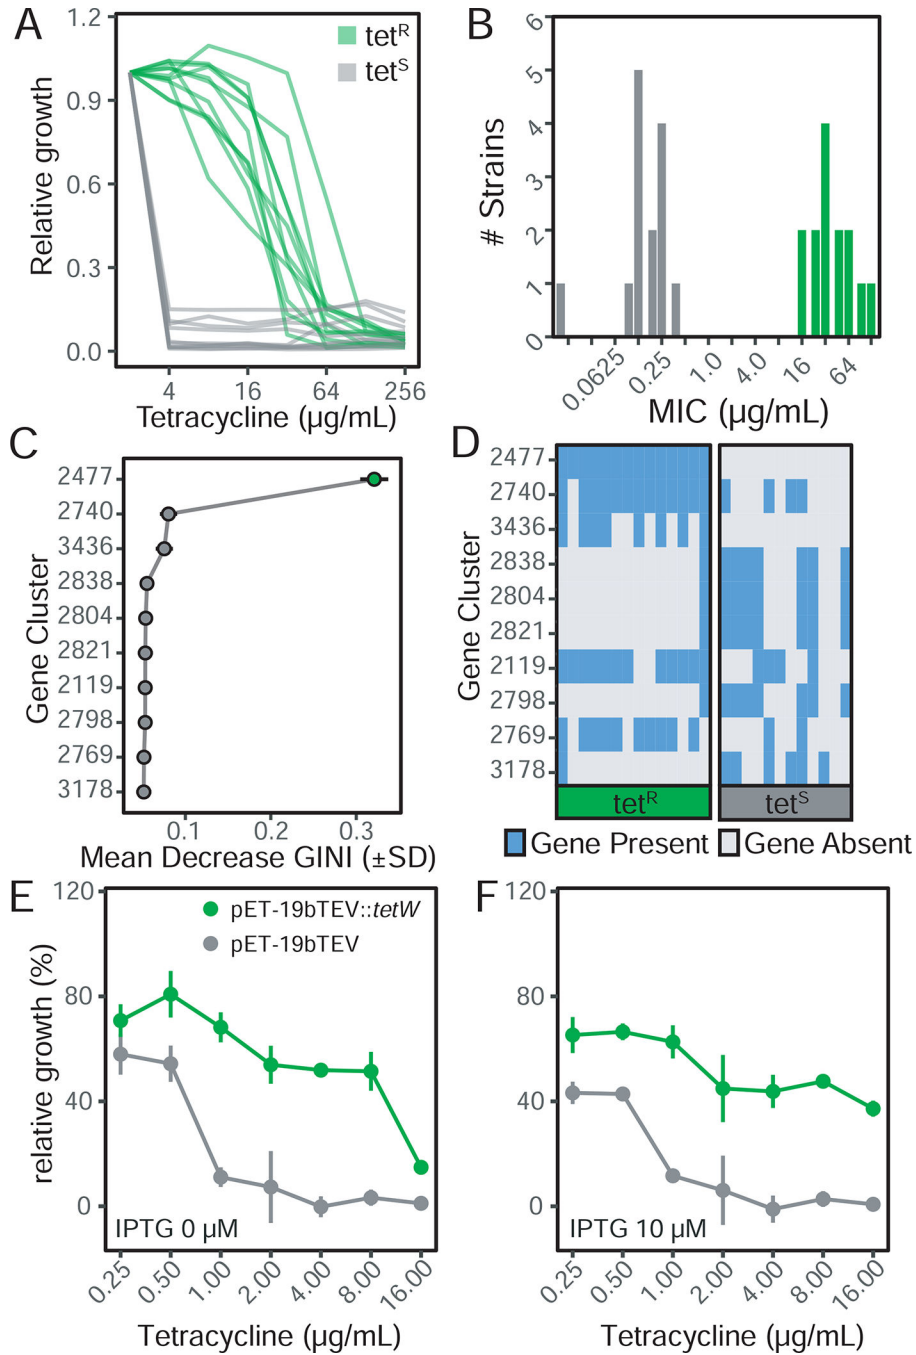 A
1.2
0.9
0.6
0.3
0.0
Relative growth
tetR
tetS
4
16
64
256
Tetracycline (µg/mL)
B
6
5
4
3
2
1
0
# Strains
0.0625
0.25
1.0
4.0
16
64
MIC (µg/mL)
C
2477
2740
3436
2838
2804
2821
2119
2798
2769
3178
Gene Cluster
0.1
0.2
0.3
Mean Decrease GINI (±SD)
D
2477
2740
3436
2838
2804
2821
2119
2798
2769
3178
Gene Cluster
tetR
tetS
Gene Present
Gene Absent
E
120
80
40
0
relative growth (%)
pET-19bTEV::tetW
pET-19bTEV
IPTG 0 µM
0.25
0.50
1.00
2.00
4.00
8.00
16.00
Tetracycline (µg/mL)
F
120
80
40
0
IPTG 10 µM
0.25
0.50
1.00
2.00
4.00
8.00
16.00
Tetracycline (µg/mL)